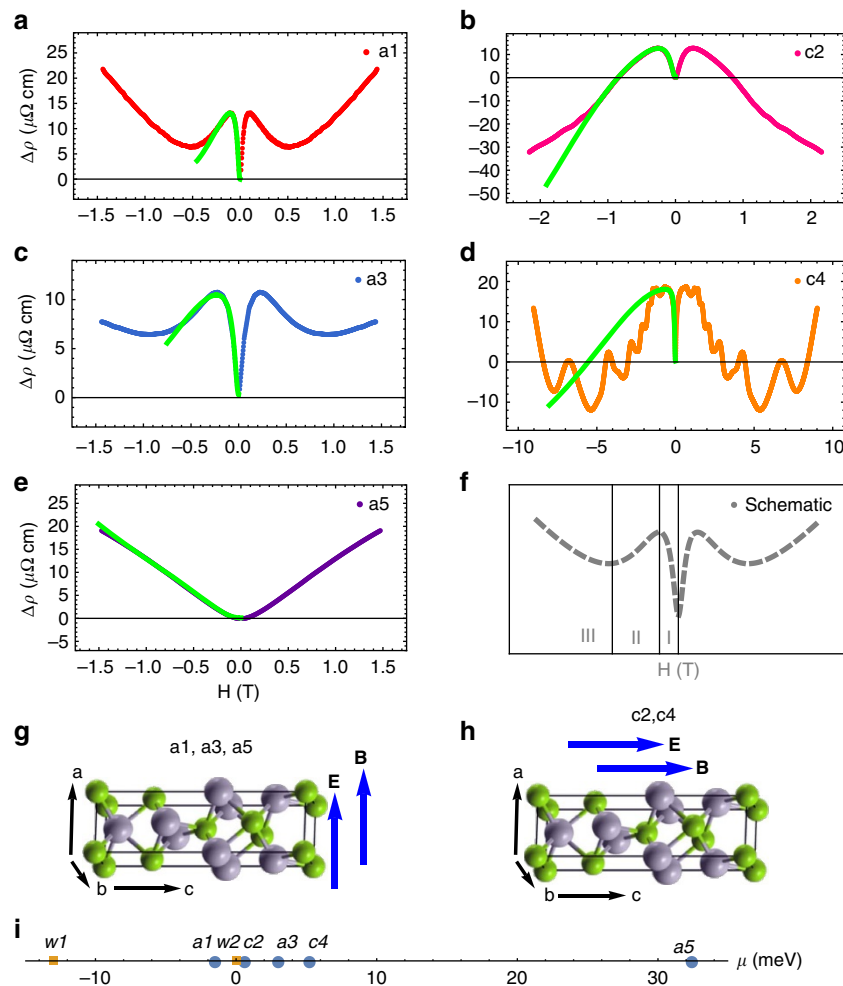 a
25
20
15
10
5
0
Δρ (μΩ cm)
a1
−1.5 −1.0 −0.5 0.0 0.5 1.0 1.5
b
10
0
−10
−20
−30
−40
−50
c2
−2 −1 0 1 2
c
10
5
0
Δρ (μΩ cm)
a3
−1.5 −1.0 −0.5 0.0 0.5 1.0 1.5
d
20
10
0
−10
c4
−10 −5 0 5 10
e
25
20
15
10
5
0
−5
Δρ (μΩ cm)
a5
−1.5 −1.0 −0.5 0.0 0.5 1.0 1.5
H (T)
f
Schematic
III II I
H (T)
g
a1, a3, a5
a
E
B
b
c
h
c2,c4
E
B
a
b
c
i
w1 a1 w2 c2 a3 c4 a5
μ (meV)
−10 0 10 20 30